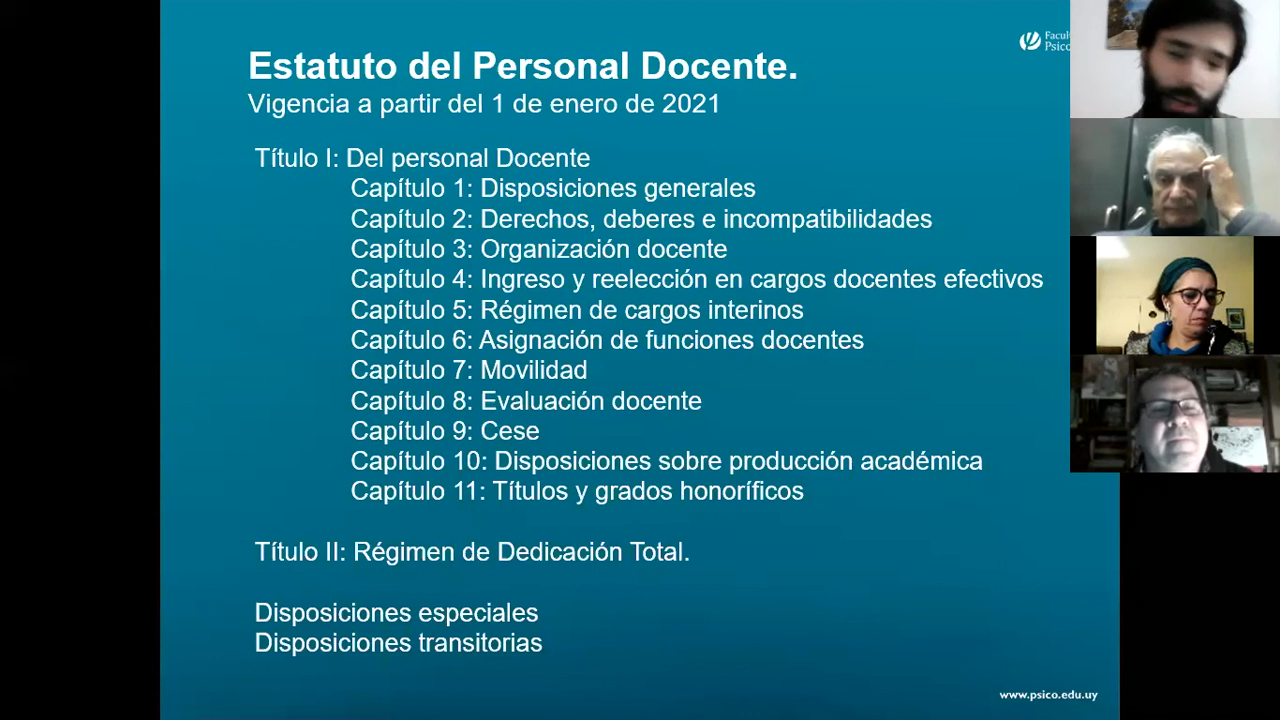 Estatuto del Personal Docente.
Vigencia a partir del 1 de enero de 2021
Título I: Del personal Docente
Capítulo 1: Disposiciones generales
Capítulo 2: Derechos, deberes e incompatibilidades
Capítulo 3: Organización docente
Capítulo 4: Ingreso y reelección en cargos docentes efectivos
Capítulo 5: Régimen de cargos interinos
Capítulo 6: Asignación de funciones docentes
Capítulo 7: Movilidad
Capítulo 8: Evaluación docente
Capítulo 9: Cese
Capítulo 10: Disposiciones sobre producción académica
Capítulo 11: Títulos y grados honoríficos
Título II: Régimen de Dedicación Total.
Disposiciones especiales
Disposiciones transitorias
www.psico.edu.uy